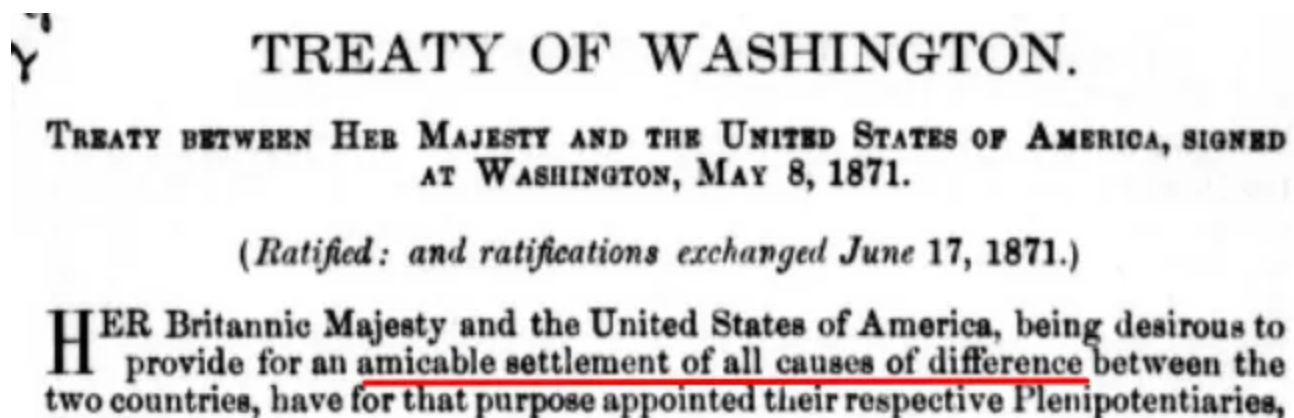 TREATY OF WASHINGTON.
TREATY BETWEEN HER MAJESTY AND THE UNITED STATES OF AMERICA, SIGNED
AT WASHINGTON, MAY 8, 1871.
(Ratified: and ratifications exchanged June 17, 1871.)
HER Britannic Majesty and the United States of America, being desirous to
provide for an amicable settlement of all causes of difference between the
two countries, have for that purpose appointed their respective Plenipotentiaries,